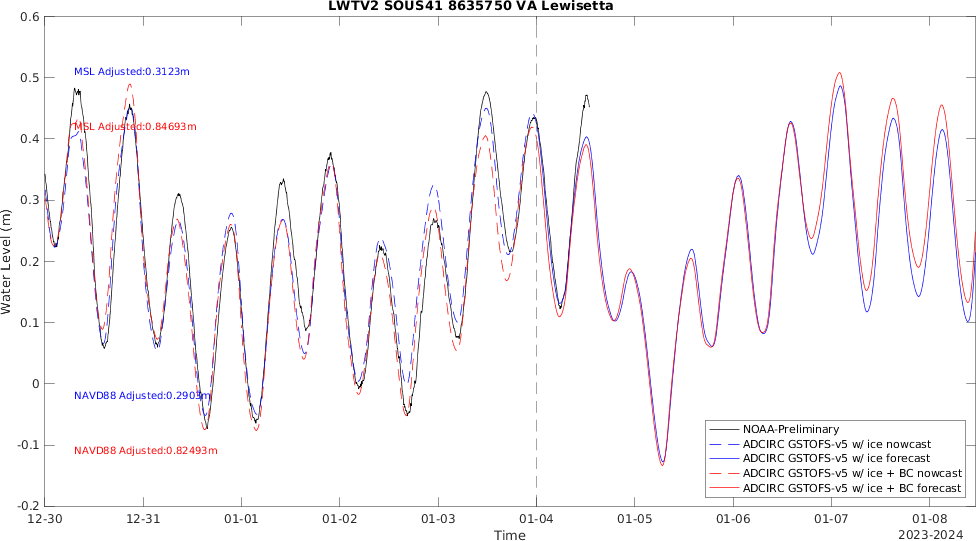 LWTV2 SOUS41 8635750 VA Lewisetta
0.6
0.5
0.4
0.3
0.2
0.1
0
-0.1
-0.2
Water Level (m)
MSL Adjusted:0.3123m
MSL Adjusted:0.84693m
NAVD88 Adjusted:0.2903m
NAVD88 Adjusted:0.82493m
NOAA-Preliminary
ADCIRC GSTOFS-v5 w/ ice nowcast
ADCIRC GSTOFS-v5 w/ ice forecast
ADCIRC GSTOFS-v5 w/ ice + BC nowcast
ADCIRC GSTOFS-v5 w/ ice + BC forecast
12-30 12-31 01-01 01-02 01-03 01-04 01-05 01-06 01-07 01-08
Time
2023-2024